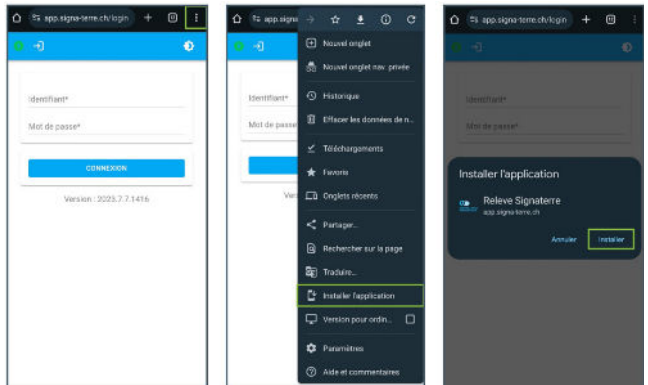 app.signa-terre.ch/login
Identifiant*
Mot de passe*
CONNEXION
Version : 2023.7.7.1416
app.signa
Identifiant*
Mot de passe
Vers
Nouvel onglet
Nouvel onglet nav. privée
Historique
Effacer les données de n...
Téléchargements
Favoris
Onglets récents
Partager...
Rechercher sur la page
Traduire...
Installer l'application
Version pour ordin...
Paramètres
Aide et commentaires
app.signa-terre.ch/login
Identifiant*
Mot de passe*
Installer l'application
Releve Signaterre
app.signa-terre.ch
Annuler
Installer